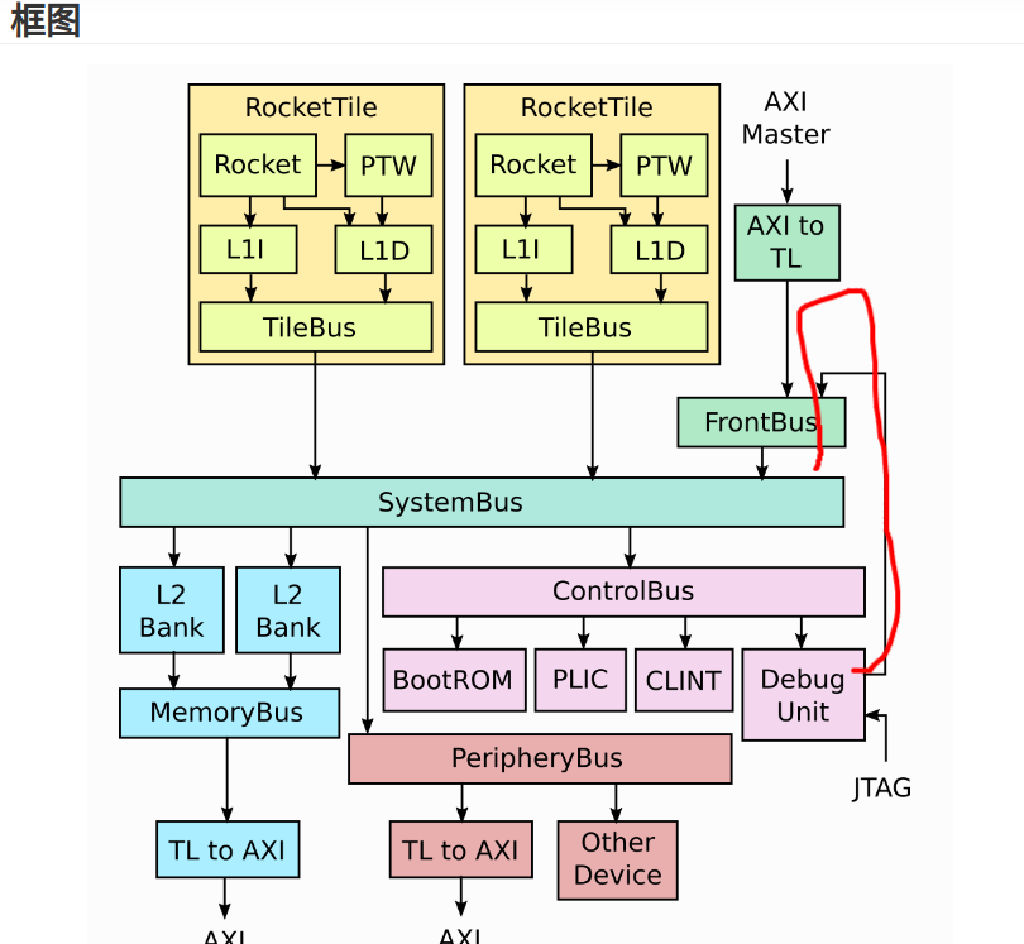 框图
RocketTile
Rocket
PTW
L1I
L1D
TileBus
RocketTile
Rocket
PTW
L1I
L1D
TileBus
AXI
Master
AXI to
TL
FrontBus
SystemBus
L2
Bank
L2
Bank
ControlBus
BootROM
PLIC
CLINT
Debug
Unit
MemoryBus
PeripheryBus
JTAG
TL to AXI
TL to AXI
Other
Device
AXI
AXI